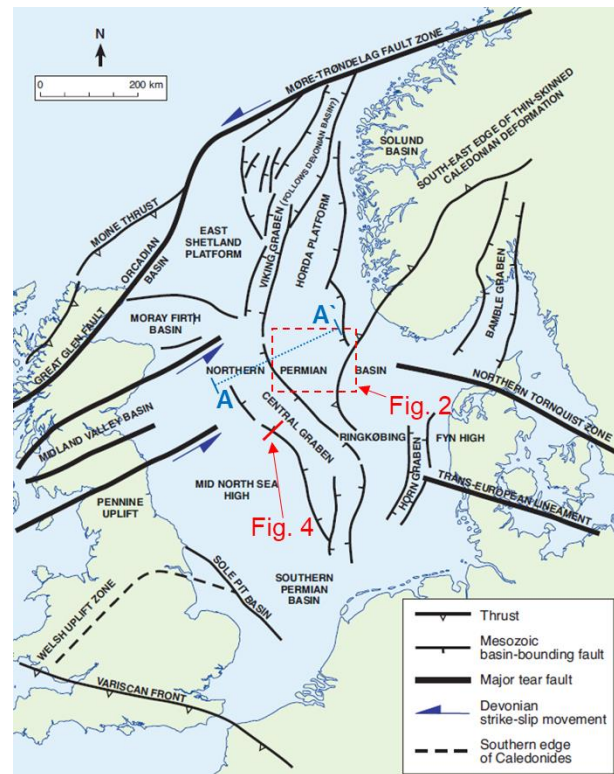 N
0 200 km
MØRE-TRØNDELAG FAULT ZONE
SOLUND
BASIN
SOUTH-EAST EDGE OF THIN-SKINNED
CALEDONIAN DEFORMATION
VIKING GRABEN (FOLLOWS DEVONIAN BASIN?)
HORDA PLATFORM
EAST
SHETLAND
PLATFORM
MOINE THRUST
ORCADIAN
BASIN
GREAT GLEN FAULT
MORAY FIRTH
BASIN
BAMBLE GRABEN
A`
NORTHERN PERMIAN BASIN
A
Fig. 2
NORTHERN TORNQUIST ZONE
MIDLAND VALLEY BASIN
CENTRAL GRABEN
RINGKØBING FYN HIGH
HORN GRABEN
TRANS-EUROPEAN LINEAMENT
MID NORTH SEA
HIGH
PENNINE
UPLIFT
Fig. 4
SOLE PIT BASIN
SOUTHERN
PERMIAN
BASIN
WELSH UPLIFT ZONE
VARISCAN FRONT
Thrust
Mesozoic
basin-bounding fault
Major tear fault
Devonian
strike-slip movement
Southern edge
of Caledonides